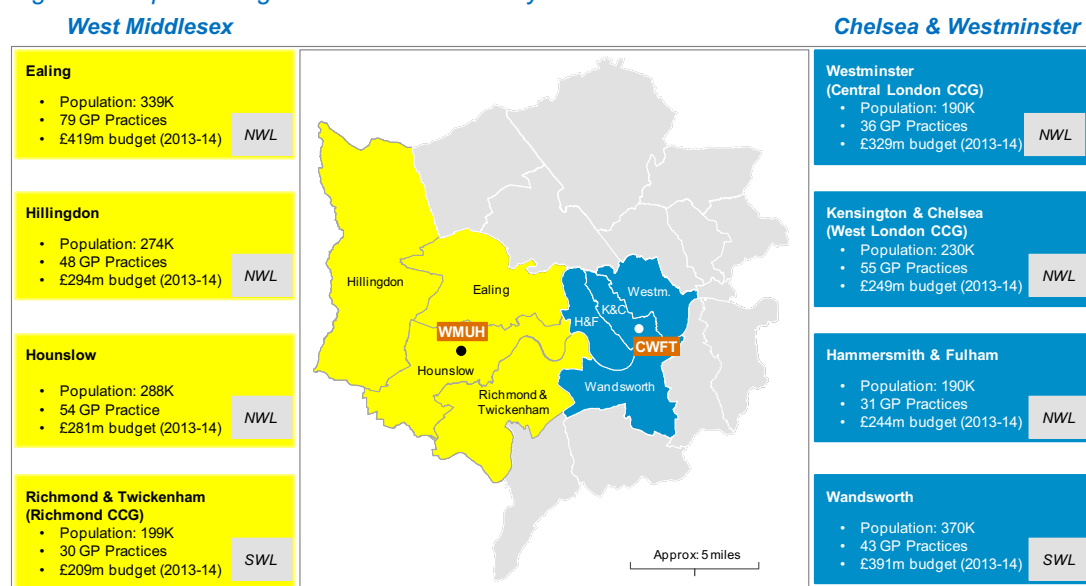 West Middlesex
Chelsea & Westminster
Ealing
• Population: 339K
• 79 GP Practices
• £419m budget (2013-14)
NWL
Hillingdon
• Population: 274K
• 48 GP Practices
• £294m budget (2013-14)
NWL
Hounslow
• Population: 288K
• 54 GP Practice
• £281m budget (2013-14)
NWL
Richmond & Twickenham
(Richmond CCG)
• Population: 199K
• 30 GP Practices
• £209m budget (2013-14)
SWL
Hillingdon
Ealing
WMUH
Hounslow
Richmond &
Twickenham
H&F
K&C
Westm.
CWFT
Wandsworth
Approx: 5 miles
Westminster
(Central London CCG)
• Population: 190K
• 36 GP Practices
• £329m budget (2013-14)
NWL
Kensington & Chelsea
(West London CCG)
• Population: 230K
• 55 GP Practices
• £249m budget (2013-14)
NWL
Hammersmith & Fulham
• Population: 190K
• 31 GP Practices
• £244m budget (2013-14)
NWL
Wandsworth
• Population: 370K
• 43 GP Practices
• £391m budget (2013-14)
SWL